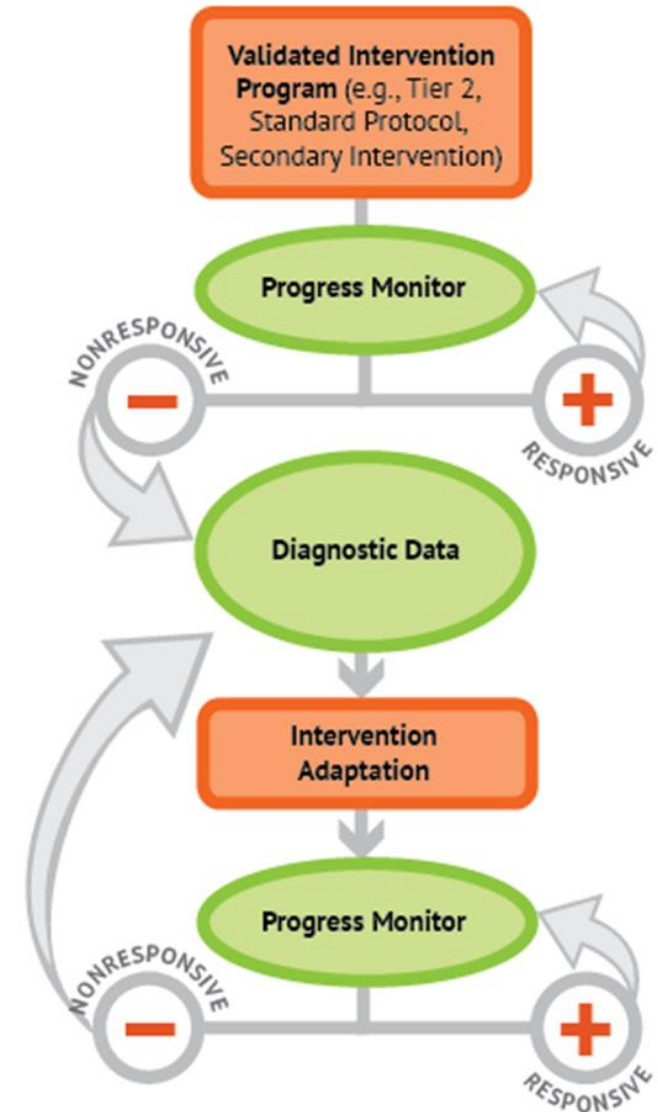 Validated Intervention
Program (e.g., Tier 2,
Standard Protocol,
Secondary Intervention)
Progress Monitor
NONRESPONSIVE
RESPONSIVE
Diagnostic Data
Intervention
Adaptation
Progress Monitor
NONRESPONSIVE
RESPONSIVE